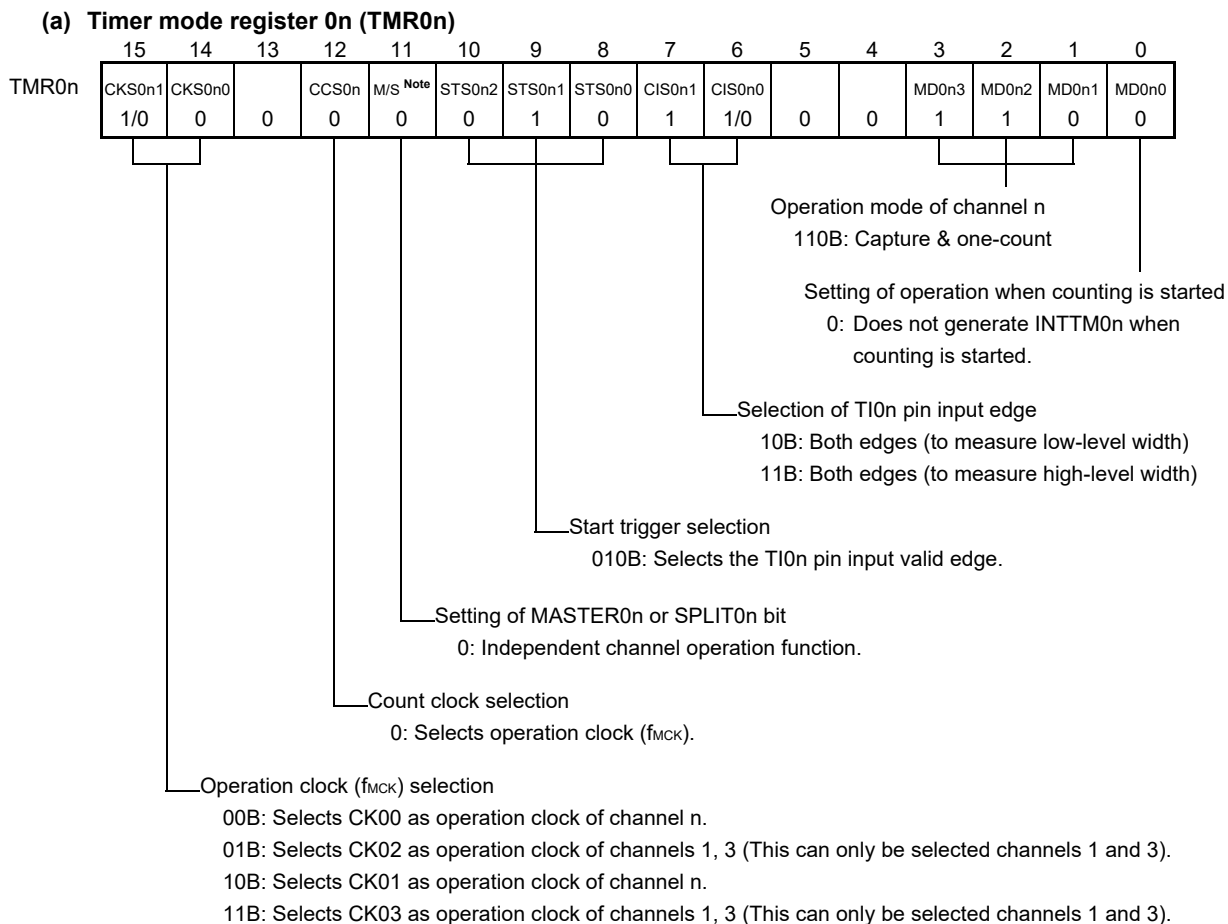 (a) Timer mode register 0n (TMR0n)
15 14 13 12 11 10 9 8 7 6 5 4 3 2 1 0
TMR0n CKS0n1 CKS0n0 CCS0n M/S Note STS0n2 STS0n1 STS0n0 CIS0n1 CIS0n0 MD0n3 MD0n2 MD0n1 MD0n0
1/0 0 0 0 0 0 1 0 1 1/0 0 0 1 1 0 0
Operation mode of channel n
110B: Capture & one-count
Setting of operation when counting is started
0: Does not generate INTTM0n when
counting is started.
Selection of TI0n pin input edge
10B: Both edges (to measure low-level width)
11B: Both edges (to measure high-level width)
Start trigger selection
010B: Selects the TI0n pin input valid edge.
Setting of MASTER0n or SPLIT0n bit
0: Independent channel operation function.
Count clock selection
0: Selects operation clock (fMCK).
Operation clock (fMCK) selection
00B: Selects CK00 as operation clock of channel n.
01B: Selects CK02 as operation clock of channels 1, 3 (This can only be selected channels 1 and 3).
10B: Selects CK01 as operation clock of channel n.
11B: Selects CK03 as operation clock of channels 1, 3 (This can only be selected channels 1 and 3).